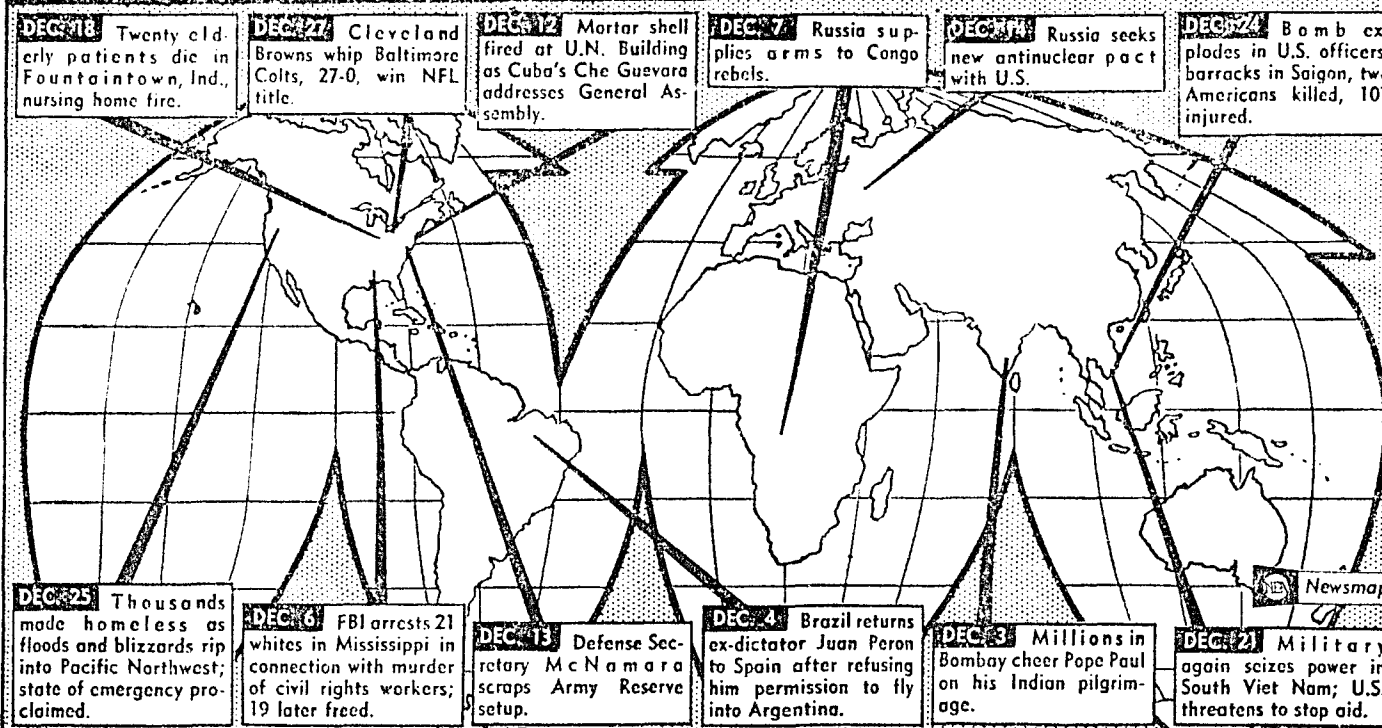 DEC. 18 Twenty eld-
erly patients die in
Fountaintown, Ind.,
nursing home fire.
DEC. 27 Cleveland
Browns whip Baltimore
Colts, 27-0, win NFL
title.
DEC. 12 Mortar shell
fired at U.N. Building
as Cuba's Che Guevara
addresses General As-
sembly.
DEC. 7 Russia sup-
plies arms to Congo
rebels.
DEC. 14 Russia seeks
new antinuclear pact
with U.S.
DEC. 24 Bomb ex
plodes in U.S. officers
barracks in Saigon, two
Americans killed, 107
injured.
DEC. 25 Thousands
made homeless as
floods and blizzards rip
into Pacific Northwest;
state of emergency pro-
claimed.
DEC. 6 FBI arrests 21
whites in Mississippi in
connection with murder
of civil rights workers;
19 later freed.
DEC. 13 Defense Sec-
retary McNamara
scraps Army Reserve
setup.
DEC. 4 Brazil returns
ex-dictator Juan Peron
to Spain after refusing
him permission to fly
into Argentina.
DEC. 3 Millions in
Bombay cheer Pope Paul
on his Indian pilgrim-
age.
NEA Newsmap
DEC. 21 Military
again seizes power in
South Viet Nam; U.S.
threatens to stop aid.